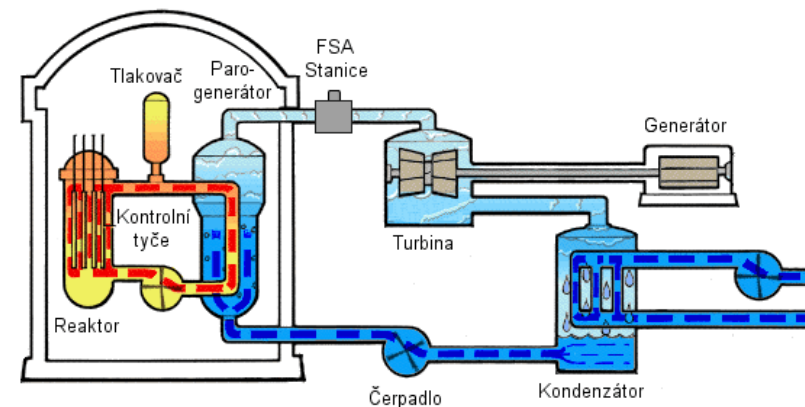 FSA
Stanice
Tlakovač
Paro-
generátor
Generátor
Kontrolní
tyče
Turbina
Reaktor
Čerpadlo
Kondenzátor